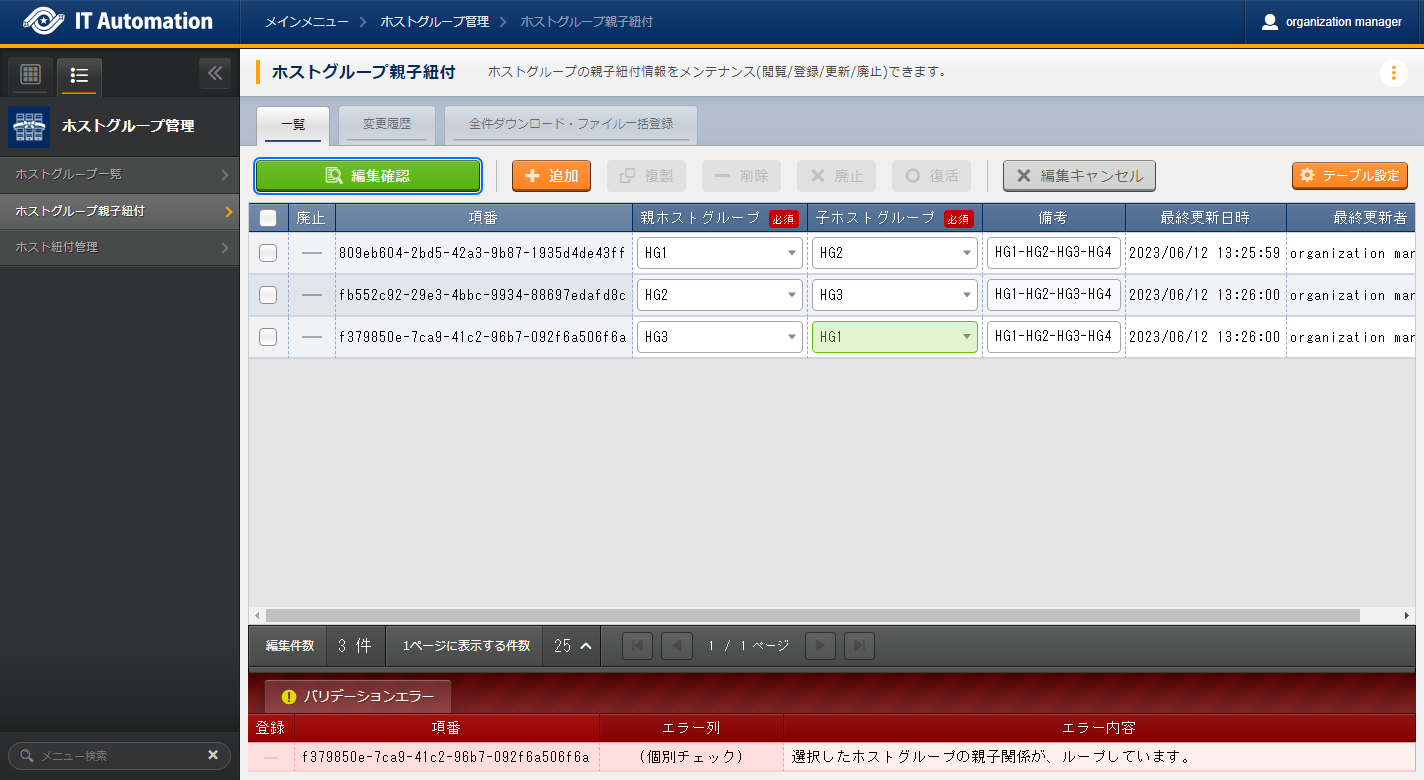 IT Automation
メインメニュー
ホストグループ管理
ホストグループ親子紐付
organization manager
ホストグループ管理
ホストグループ一覧
ホストグループ親子紐付
ホスト紐付管理
メニュー検索
ホストグループ親子紐付
ホストグループの親子紐付情報をメンテナンス(閲覧/登録/更新/廃止)できます。
一覧
変更履歴
全件ダウンロード・ファイル一括登録
編集確認
追加
複製
削除
廃止
復活
編集キャンセル
テーブル設定
廃止 項番 親ホストグループ 必須 子ホストグループ 必須 備考 最終更新日時 最終更新者
— 809eb604-2bd5-42a3-9b87-1935d4de43ff HG1 HG2 HG1-HG2-HG3-HG4 2023/06/12 13:25:59 organization mar
— fb552c92-29e3-4bbc-9934-88697edafd8c HG2 HG3 HG1-HG2-HG3-HG4 2023/06/12 13:26:00 organization mar
— f379850e-7ca9-41c2-96b7-092f6a506f6a HG3 HG1 HG1-HG2-HG3-HG4 2023/06/12 13:26:00 organization mar
編集件数 3 件 1ページに表示する件数 25 1 / 1 ページ
バリデーションエラー
登録 項番 エラー列 エラー内容
— f379850e-7ca9-41c2-96b7-092f6a506f6a (個別チェック) 選択したホストグループの親子関係が、ループしています。